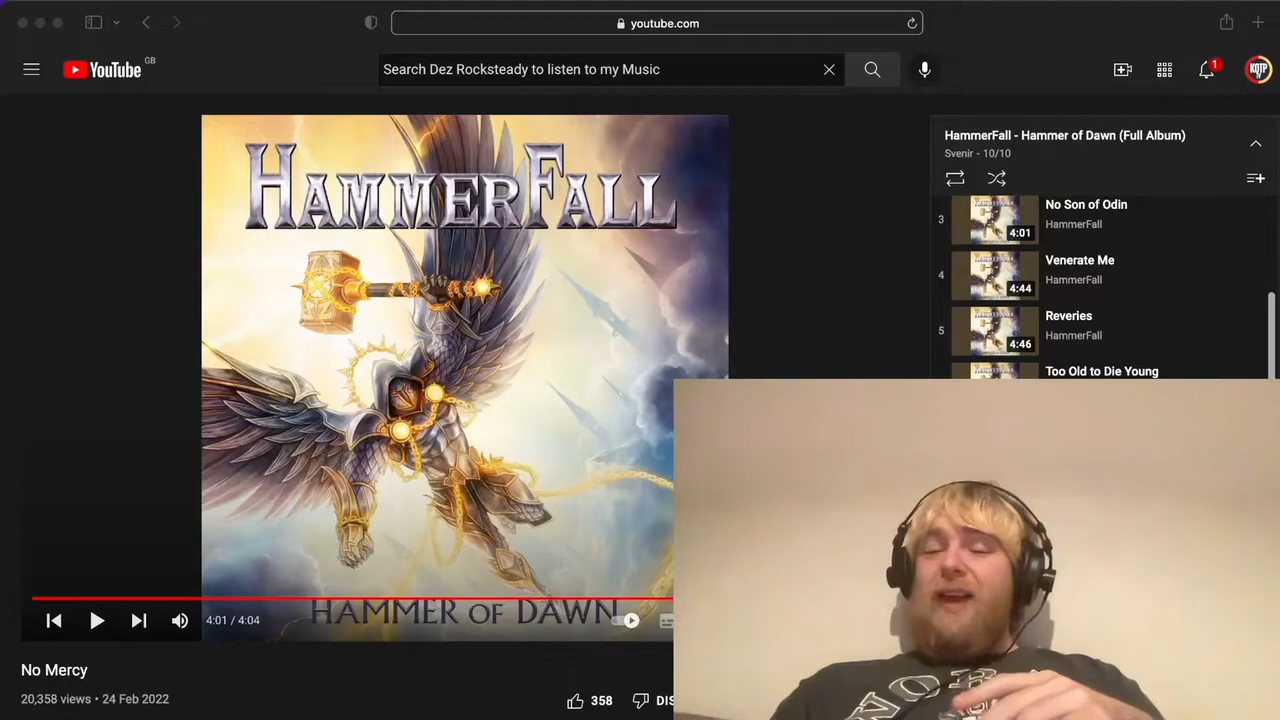 youtube.com
YouTube
GB
Search Dez Rocksteady to listen to my Music
1
KOTP
HAMMERFALL
HAMMER OF DAWN
4:01 / 4:04
No Mercy
20,358 views • 24 Feb 2022
358
DIS
HammerFall - Hammer of Dawn (Full Album)
Svenir - 10/10
3
4:01
No Son of Odin
HammerFall
4
4:44
Venerate Me
HammerFall
5
4:46
Reveries
HammerFall
Too Old to Die Young